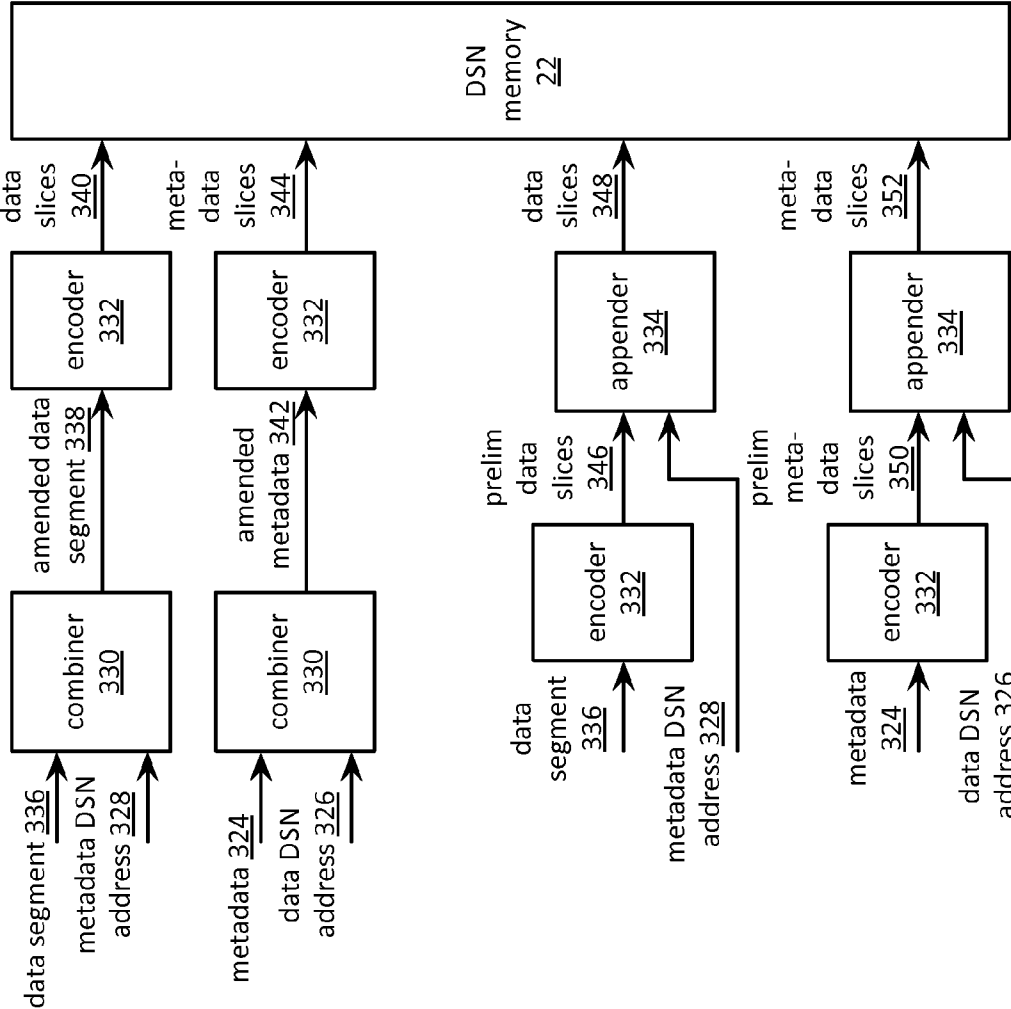 data segment 336
metadata DSN
address 328
combiner
330
amended data
segment 338
encoder
332
data
slices
340
metadata 324
data DSN
address 326
combiner
330
amended
metadata 342
encoder
332
meta-
data
slices
344
DSN
memory
22
data
segment
336
metadata DSN
address 328
encoder
332
prelim
data
slices
346
appender
334
data
slices
348
metadata
324
data DSN
address 326
encoder
332
prelim
meta-
data
slices
350
appender
334
meta-
data
slices
352